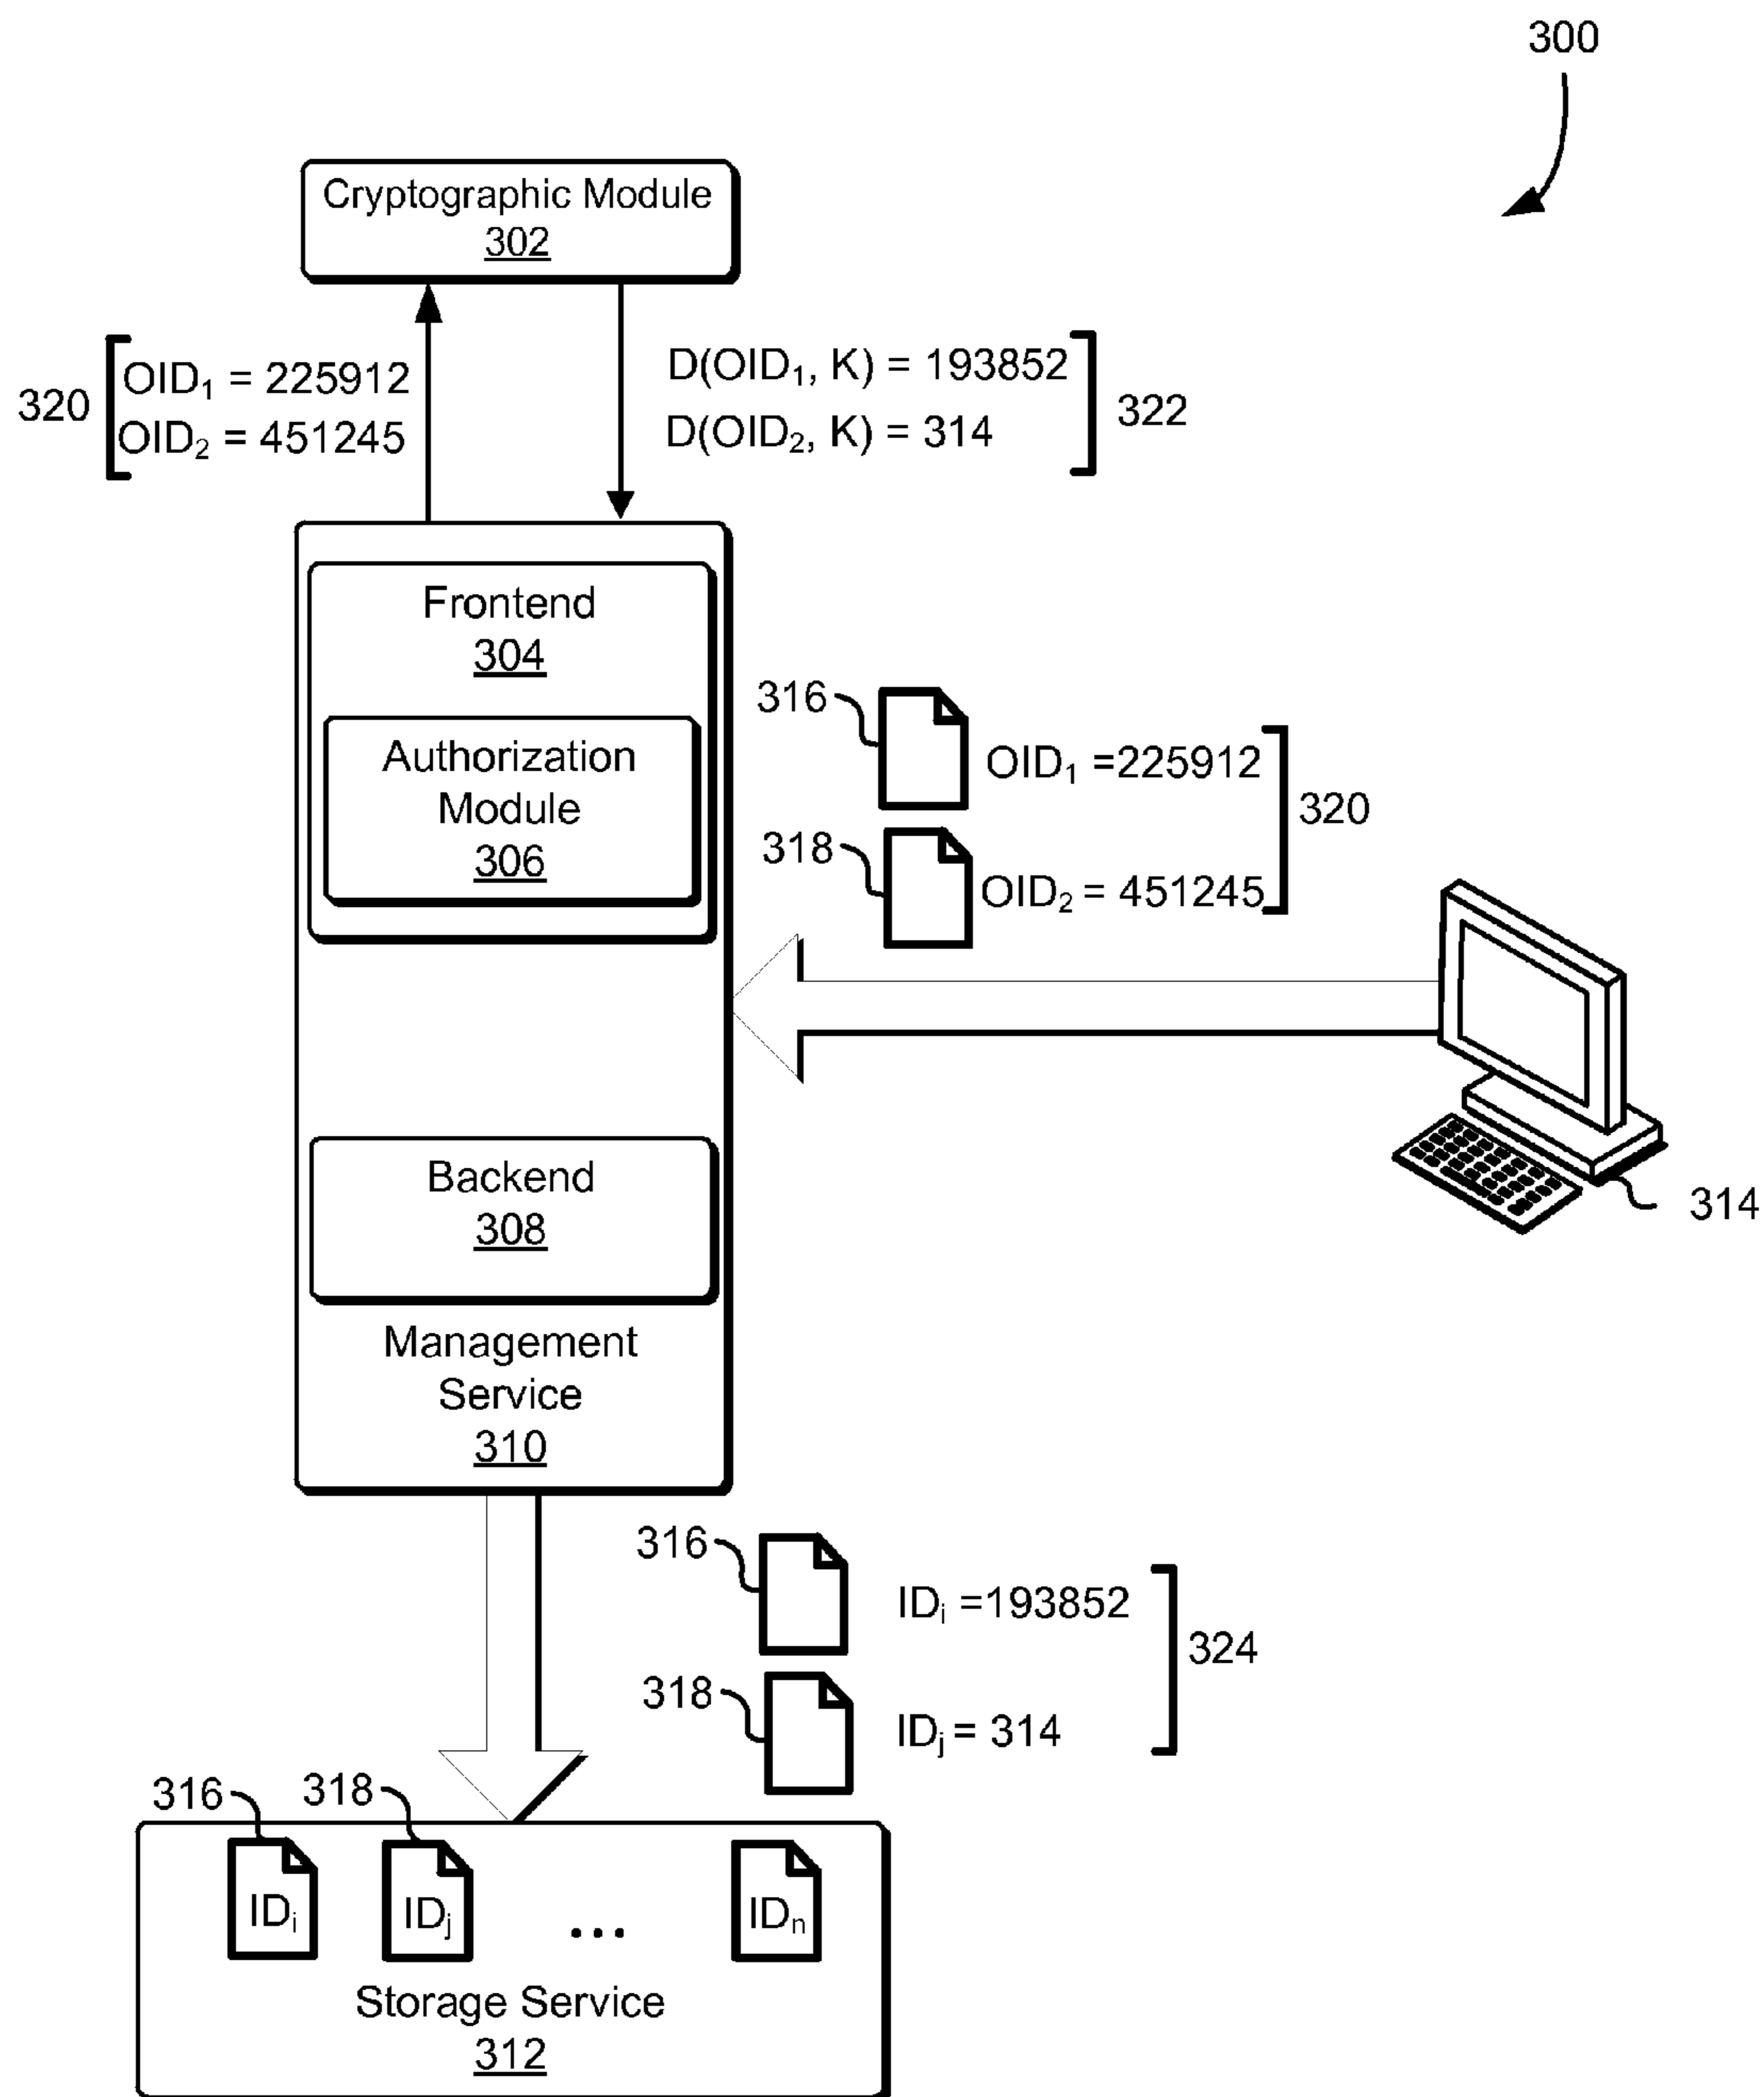 300
Cryptographic Module
302
320
OID₁ = 225912
OID₂ = 451245
D(OID₁, K) = 193852
D(OID₂, K) = 314
322
Frontend
304
Authorization
Module
306
316
OID₁ =225912
318
OID₂ = 451245
320
314
Backend
308
Management
Service
310
316
IDᵢ =193852
318
IDⱼ = 314
324
316
318
IDᵢ
IDⱼ
...
IDₙ
Storage Service
312